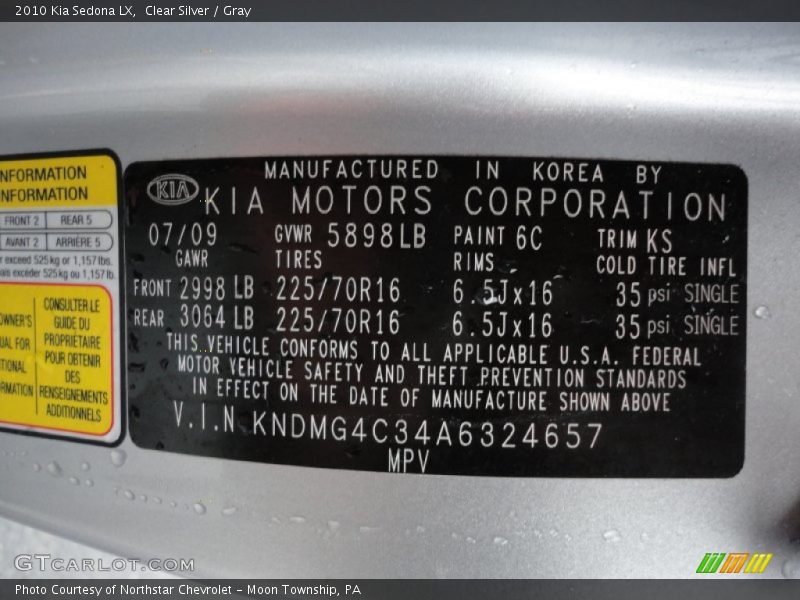 2010 Kia Sedona LX, Clear Silver / Gray
NFORMATION
NFORMATION
FRONT 2 REAR 5
AVANT 2 ARRIÈRE 5
exceed 525 kg or 1,157 lbs.
ais excéder 525 kg ou 1,157 lb.
OWNER'S
UAL FOR
TIONAL
RMATION
CONSULTER LE
GUIDE DU
PROPRIÉTAIRE
POUR OBTENIR
DES
RENSEIGNEMENTS
ADDITIONNELS
MANUFACTURED IN KOREA BY
KIA KIA MOTORS CORPORATION
07/09 GVWR 5898LB PAINT 6C TRIM KS
GAWR TIRES RIMS COLD TIRE INFL
FRONT 2998 LB 225/70R16 6.5Jx16 35 psi SINGLE
REAR 3064 LB 225/70R16 6.5Jx16 35 psi SINGLE
THIS VEHICLE CONFORMS TO ALL APPLICABLE U.S.A. FEDERAL
MOTOR VEHICLE SAFETY AND THEFT PREVENTION STANDARDS
IN EFFECT ON THE DATE OF MANUFACTURE SHOWN ABOVE
V.I.N KNDMG4C34A6324657
MPV
GTCARLOT.COM
Photo Courtesy of Northstar Chevrolet - Moon Township, PA